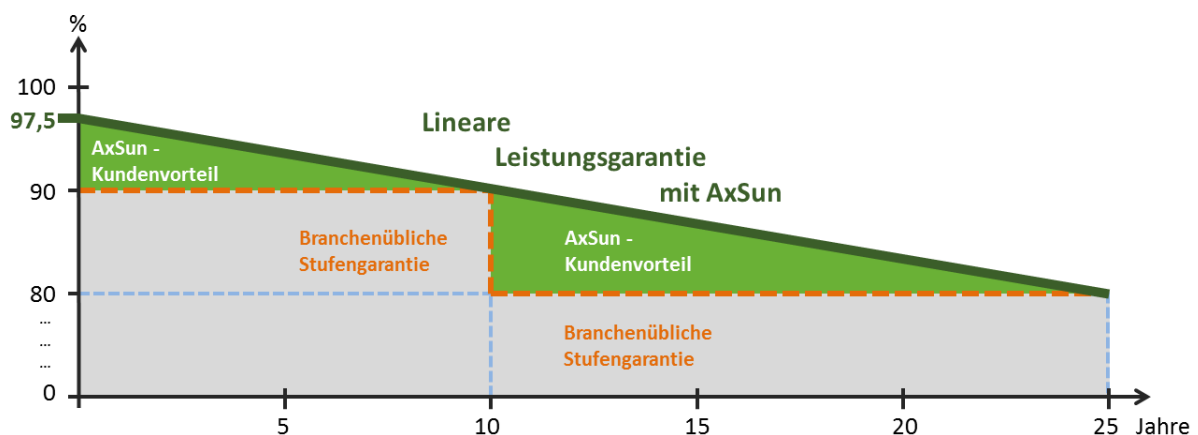 %
100
97,5
Lineare
Leistungsgarantie
mit AxSun
AxSun -
Kundenvorteil
90
Branchenübliche
Stufengarantie
AxSun -
Kundenvorteil
80
...
...
...
Branchenübliche
Stufengarantie
0
5 10 15 20 25 Jahre